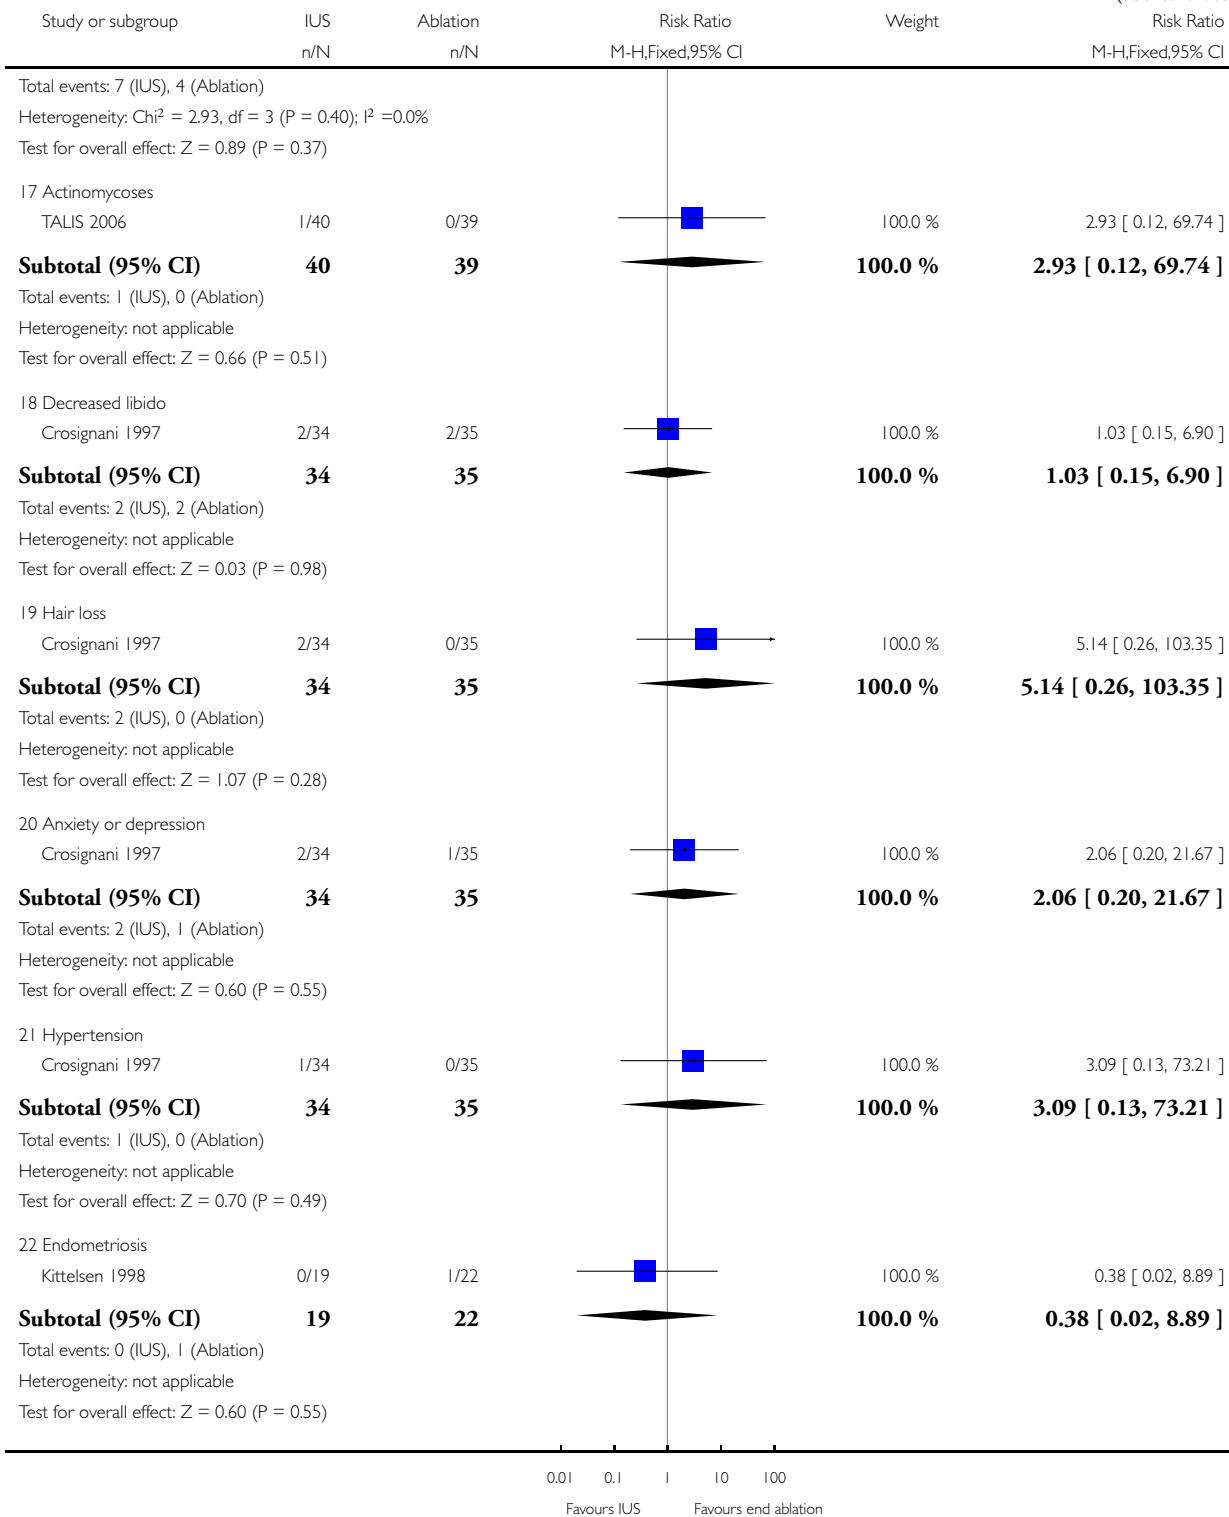 Study or subgroup IUS Ablation Risk Ratio Weight Risk Ratio
n/N n/N M-H,Fixed,95% CI M-H,Fixed,95% CI
Total events: 7 (IUS), 4 (Ablation)
Heterogeneity: Chi² = 2.93, df = 3 (P = 0.40); I² =0.0%
Test for overall effect: Z = 0.89 (P = 0.37)
17 Actinomycoses
TALIS 2006 1/40 0/39 100.0 % 2.93 [ 0.12, 69.74 ]
Subtotal (95% CI) 40 39 100.0 % 2.93 [ 0.12, 69.74 ]
Total events: 1 (IUS), 0 (Ablation)
Heterogeneity: not applicable
Test for overall effect: Z = 0.66 (P = 0.51)
18 Decreased libido
Crosignani 1997 2/34 2/35 100.0 % 1.03 [ 0.15, 6.90 ]
Subtotal (95% CI) 34 35 100.0 % 1.03 [ 0.15, 6.90 ]
Total events: 2 (IUS), 2 (Ablation)
Heterogeneity: not applicable
Test for overall effect: Z = 0.03 (P = 0.98)
19 Hair loss
Crosignani 1997 2/34 0/35 100.0 % 5.14 [ 0.26, 103.35 ]
Subtotal (95% CI) 34 35 100.0 % 5.14 [ 0.26, 103.35 ]
Total events: 2 (IUS), 0 (Ablation)
Heterogeneity: not applicable
Test for overall effect: Z = 1.07 (P = 0.28)
20 Anxiety or depression
Crosignani 1997 2/34 1/35 100.0 % 2.06 [ 0.20, 21.67 ]
Subtotal (95% CI) 34 35 100.0 % 2.06 [ 0.20, 21.67 ]
Total events: 2 (IUS), 1 (Ablation)
Heterogeneity: not applicable
Test for overall effect: Z = 0.60 (P = 0.55)
21 Hypertension
Crosignani 1997 1/34 0/35 100.0 % 3.09 [ 0.13, 73.21 ]
Subtotal (95% CI) 34 35 100.0 % 3.09 [ 0.13, 73.21 ]
Total events: 1 (IUS), 0 (Ablation)
Heterogeneity: not applicable
Test for overall effect: Z = 0.70 (P = 0.49)
22 Endometriosis
Kittelsen 1998 0/19 1/22 100.0 % 0.38 [ 0.02, 8.89 ]
Subtotal (95% CI) 19 22 100.0 % 0.38 [ 0.02, 8.89 ]
Total events: 0 (IUS), 1 (Ablation)
Heterogeneity: not applicable
Test for overall effect: Z = 0.60 (P = 0.55)
0.01 0.1 1 10 100
Favours IUS Favours end ablation